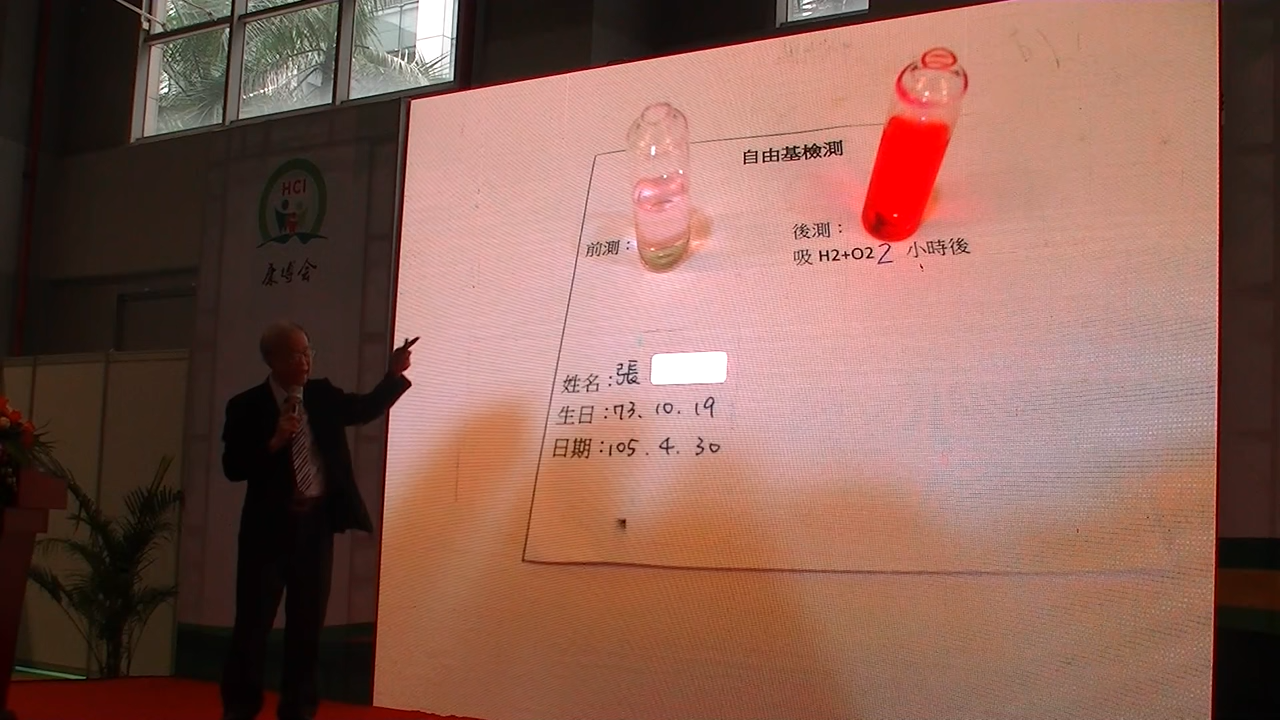 HCI
康博会
自由基檢測
前測：
後測：
吸 H2+O2 2 小時後
姓名：張
生日：73. 10. 19
日期：105. 4. 30